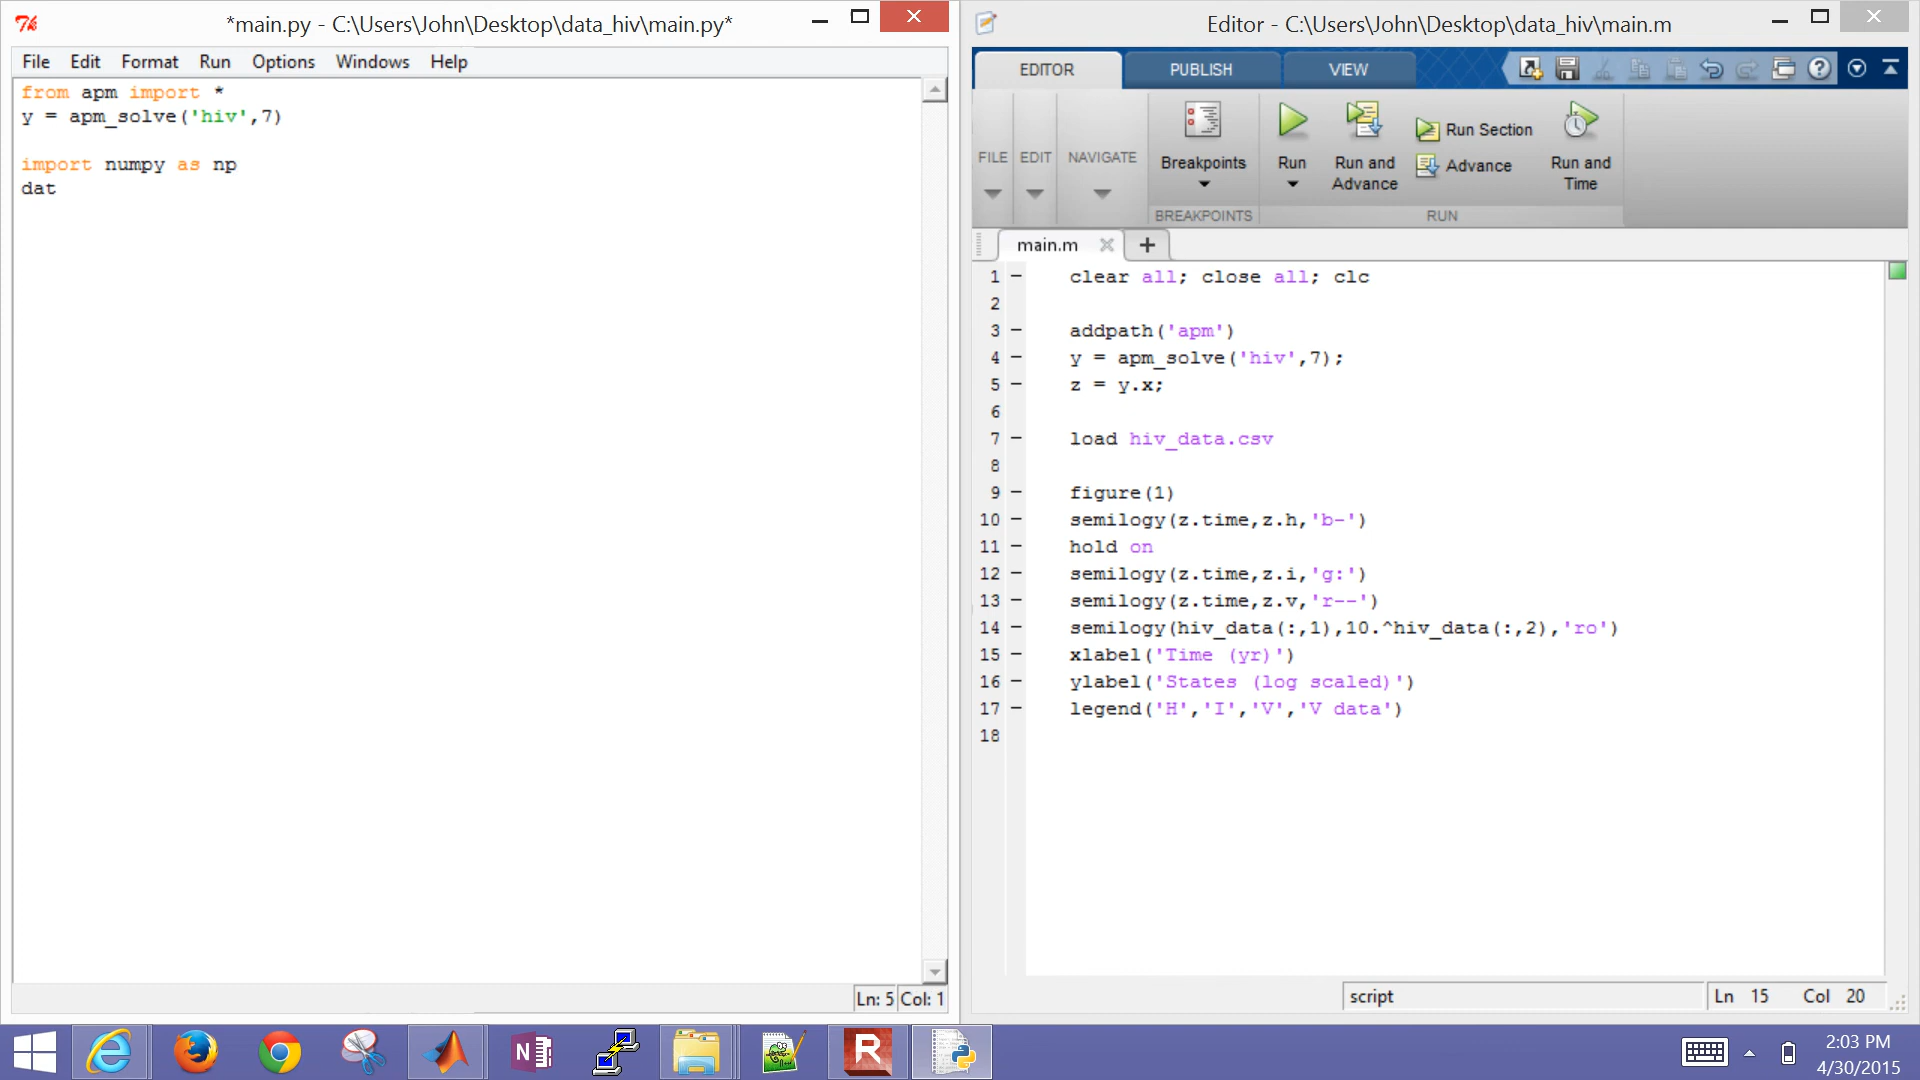 *main.py - C:\Users\John\Desktop\data_hiv\main.py*
File Edit Format Run Options Windows Help
from apm import *
y = apm_solve('hiv',7)
import numpy as np
dat
Ln: 5 Col: 1
Editor - C:\Users\John\Desktop\data_hiv\main.m
EDITOR PUBLISH VIEW
FILE EDIT NAVIGATE
Breakpoints
Run
Run and Advance
Run Section
Advance
Run and Time
BREAKPOINTS
RUN
main.m
1 clear all; close all; clc
2
3 addpath('apm')
4 y = apm_solve('hiv',7);
5 z = y.x;
6
7 load hiv_data.csv
8
9 figure(1)
10 semilogy(z.time,z.h,'b-')
11 hold on
12 semilogy(z.time,z.i,'g:')
13 semilogy(z.time,z.v,'r--')
14 semilogy(hiv_data(:,1),10.^hiv_data(:,2),'ro')
15 xlabel('Time (yr)')
16 ylabel('States (log scaled)')
17 legend('H','I','V','V data')
18
script
Ln 15 Col 20
N
R
2:03 PM
4/30/2015